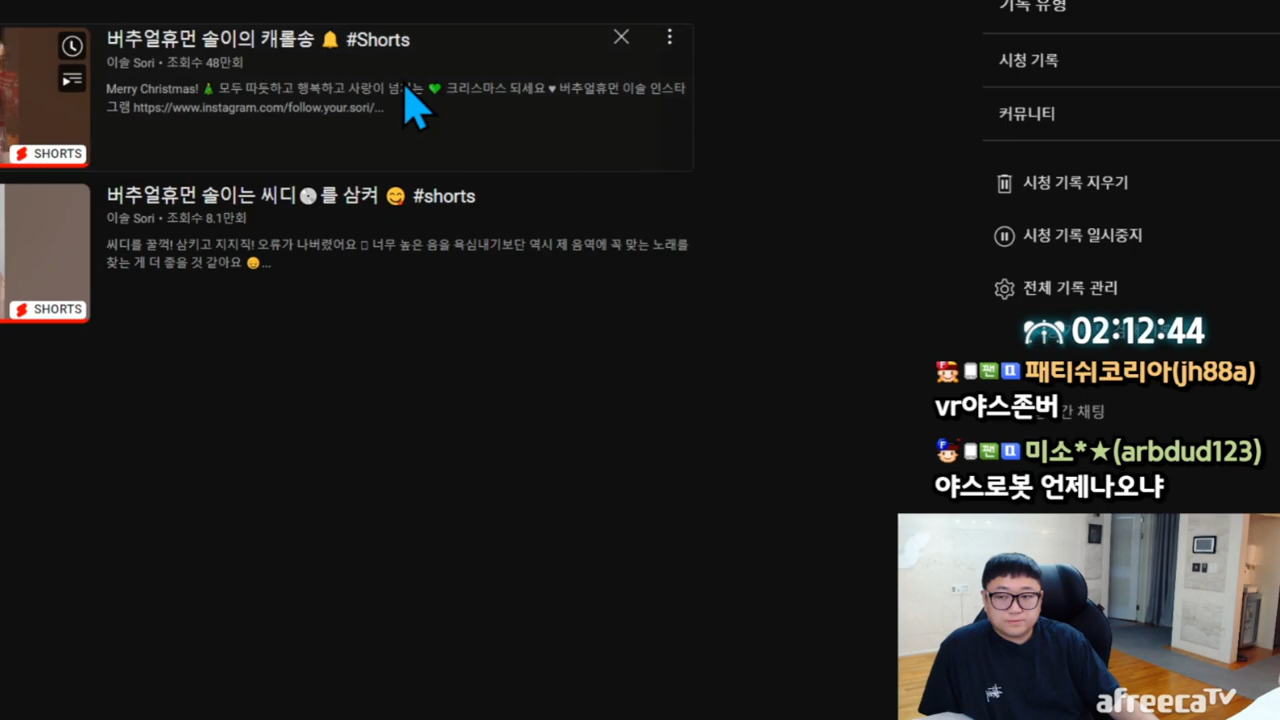 버추얼휴먼 솔이의 캐롤송 🔔 #Shorts
이솔 Sori • 조회수 48만회
Merry Christmas! 🎄 모두 따듯하고 행복하고 사랑이 💚 크리스마스 되세요 ♥ 버추얼휴먼 이솔 인스타
그램 https://www.instagram.com/follow.your.sori/...
SHORTS
버추얼휴먼 솔이는 씨디💿를 삼켜 😋 #shorts
이솔 Sori • 조회수 8.1만회
씨디를 꿀꺽! 삼키고 지지직! 오류가 나버렸어요 너무 높은 음을 욕심내기보단 역시 제 음역에 꼭 맞는 노래를
찾는 게 더 좋을 것 같아요 😊...
SHORTS
기록 유형
시청 기록
커뮤니티
시청 기록 지우기
시청 기록 일시중지
전체 기록 관리
02:12:44
팬 패티쉬코리아(jh88a)
vr야스존버
간 채팅
팬 미소*★(arbdud123)
야스로봇 언제나오냐
afreecaTV